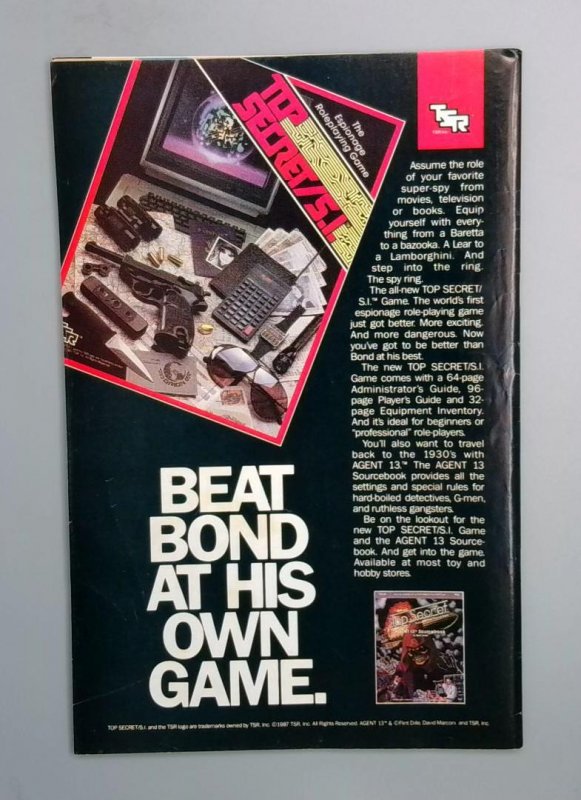 TOP
SECRET/S.I.
The
Espionage
Roleplaying Game
TSR
TSR
Assume the role
of your favorite
super-spy from
movies, television
or books. Equip
yourself with every-
thing from a Baretta
to a bazooka. A Lear to
a Lamborghini. And
step into the ring.
The spy ring.
The all-new TOP SECRET/
S.I.™ Game. The world's first
espionage role-playing game
just got better. More exciting.
And more dangerous. Now
you've got to be better than
Bond at his best.
The new TOP SECRET/S.I.
Game comes with a 64-page
Administrator's Guide, 96-
page Player's Guide and 32-
page Equipment Inventory.
And it's ideal for beginners or
"professional" role-players.
You'll also want to travel
back to the 1930's with
AGENT 13.™ The AGENT 13
Sourcebook provides all the
settings and special rules for
hard-boiled detectives, G-men,
and ruthless gangsters.
Be on the lookout for the
new TOP SECRET/S.I. Game
and the AGENT 13 Source-
book. And get into the game.
Available at most toy and
hobby stores.
BEAT
BOND
AT HIS
OWN
GAME.
Top Secret
Sourcebook
TOP SECRET/S.I. and the TSR logo are trademarks owned by TSR, Inc. ©1987 TSR, Inc. All Rights Reserved. AGENT 13™ & ©Flint Dille, David Marconi, and TSR, Inc.